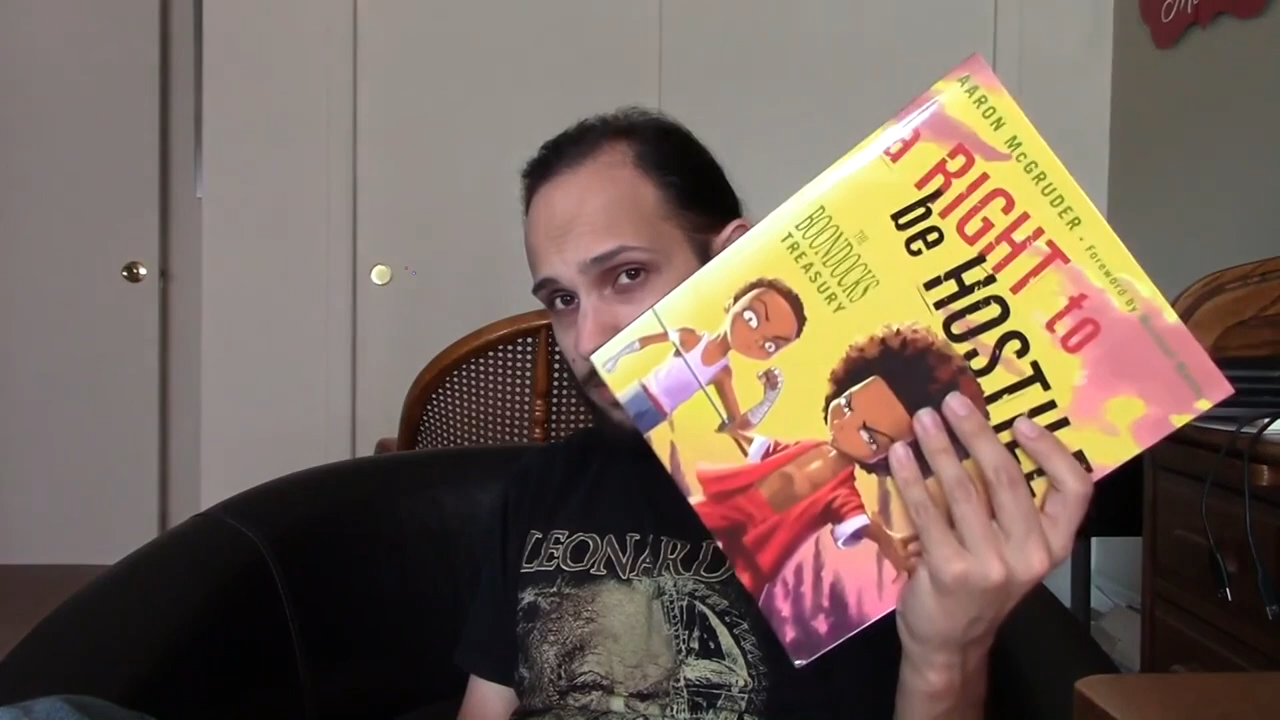 AARON McGRUDER • Foreword by
a RIGHT to
be HOSTILE
THE
BOONDOCKS
TREASURY
LEONARD